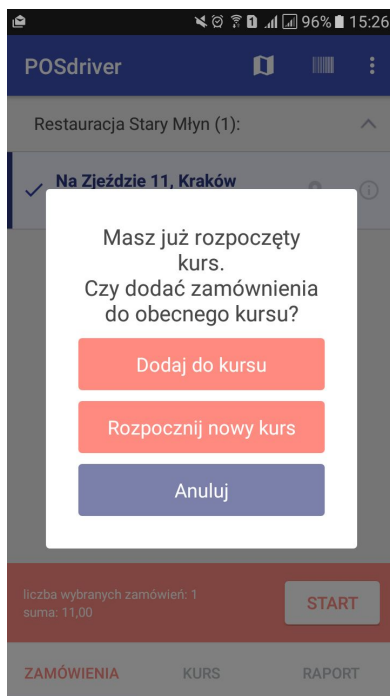 96% 15:26
POSdriver
Restauracja Stary Młyn (1):
Na Zjeździe 11, Kraków
Masz już rozpoczęty
kurs.
Czy dodać zamównienia
do obecnego kursu?
Dodaj do kursu
Rozpocznij nowy kurs
Anuluj
liczba wybranych zamówień: 1
suma: 11,00
START
ZAMÓWIENIA KURS RAPORT